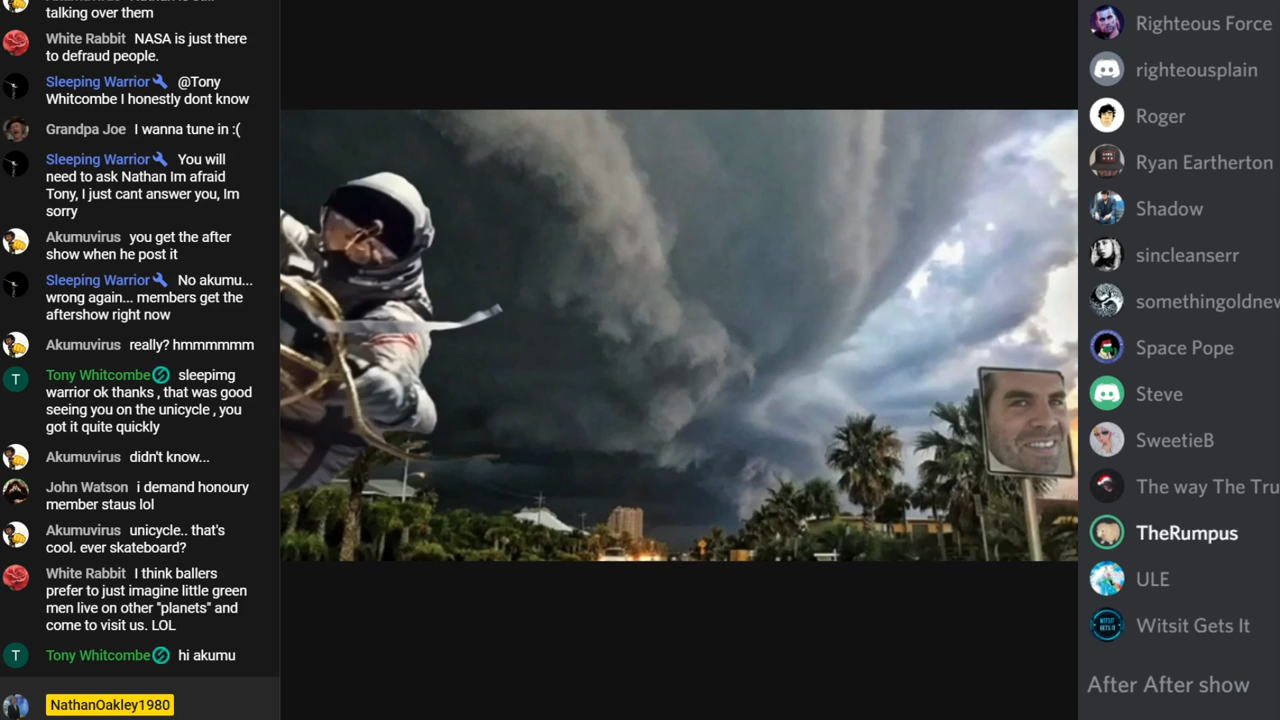 talking over them
White Rabbit NASA is just there
to defraud people.
Sleeping Warrior @Tony
Whitcombe I honestly dont know
Grandpa Joe I wanna tune in :(
Sleeping Warrior You will
need to ask Nathan Im afraid
Tony, I just cant answer you, Im
sorry
Akumuvirus you get the after
show when he post it
Sleeping Warrior No akumu...
wrong again... members get the
aftershow right now
Akumuvirus really? hmmmmmm
T
Tony Whitcombe sleepimg
warrior ok thanks , that was good
seeing you on the unicycle , you
got it quite quickly
Akumuvirus didn't know...
John Watson i demand honoury
member staus lol
Akumuvirus unicycle.. that's
cool. ever skateboard?
White Rabbit I think ballers
prefer to just imagine little green
men live on other "planets" and
come to visit us. LOL
T
Tony Whitcombe hi akumu
NathanOakley1980
Righteous Force
righteousplain
Roger
Ryan Eartherton
Shadow
sincleanserr
somethingoldnew
Space Pope
Steve
SweetieB
The way The Tru
TheRumpus
ULE
WITSIT
GETS IT
Witsit Gets It
After After show